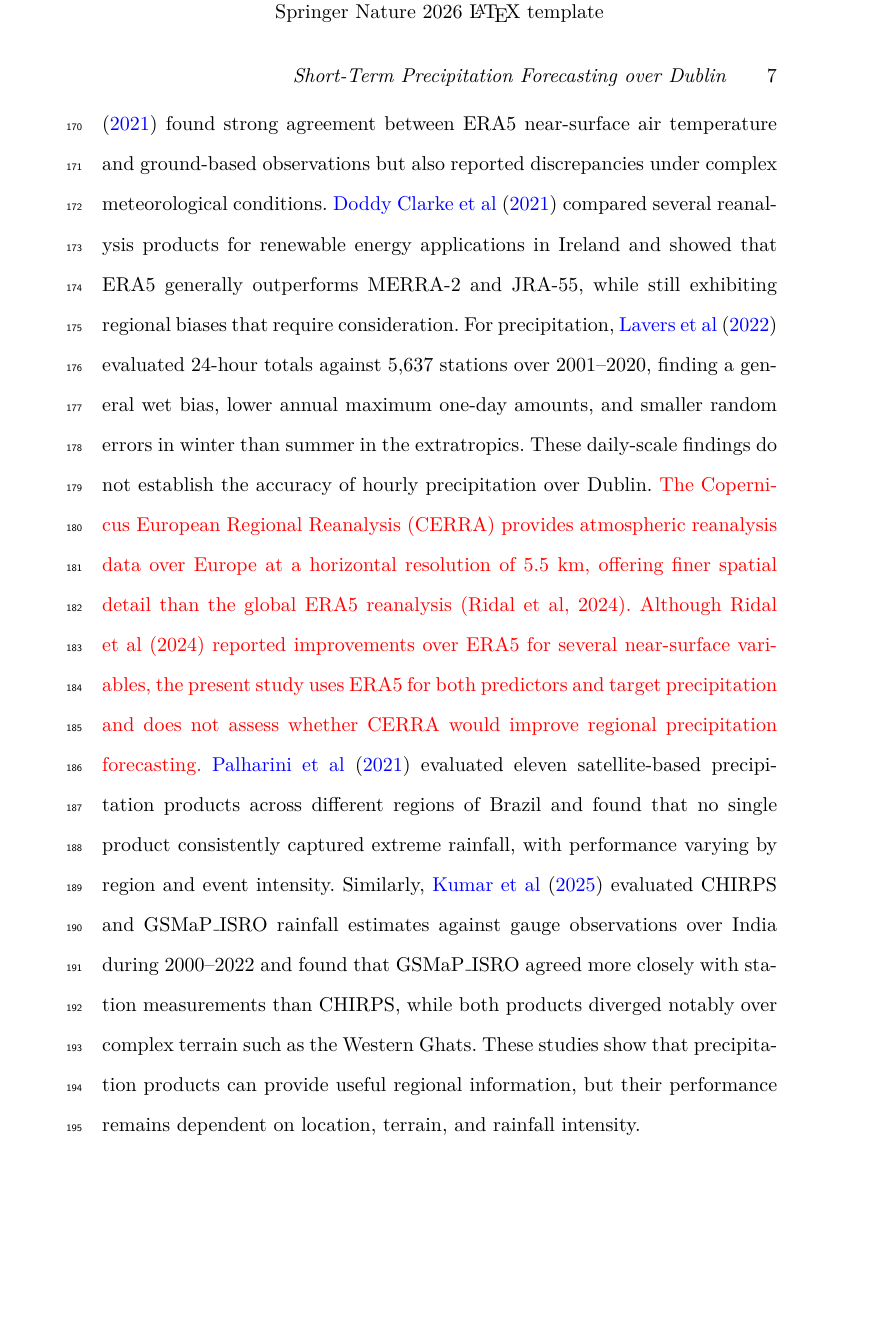 Springer Nature 2026 LATEX template
Short-Term Precipitation Forecasting over Dublin 7
170 (2021) found strong agreement between ERA5 near-surface air temperature
171 and ground-based observations but also reported discrepancies under complex
172 meteorological conditions. Doddy Clarke et al (2021) compared several reanal-
173 ysis products for renewable energy applications in Ireland and showed that
174 ERA5 generally outperforms MERRA-2 and JRA-55, while still exhibiting
175 regional biases that require consideration. For precipitation, Lavers et al (2022)
176 evaluated 24-hour totals against 5,637 stations over 2001–2020, finding a gen-
177 eral wet bias, lower annual maximum one-day amounts, and smaller random
178 errors in winter than summer in the extratropics. These daily-scale findings do
179 not establish the accuracy of hourly precipitation over Dublin. The Coperni-
180 cus European Regional Reanalysis (CERRA) provides atmospheric reanalysis
181 data over Europe at a horizontal resolution of 5.5 km, offering finer spatial
182 detail than the global ERA5 reanalysis (Ridal et al, 2024). Although Ridal
183 et al (2024) reported improvements over ERA5 for several near-surface vari-
184 ables, the present study uses ERA5 for both predictors and target precipitation
185 and does not assess whether CERRA would improve regional precipitation
186 forecasting. Palharini et al (2021) evaluated eleven satellite-based precipi-
187 tation products across different regions of Brazil and found that no single
188 product consistently captured extreme rainfall, with performance varying by
189 region and event intensity. Similarly, Kumar et al (2025) evaluated CHIRPS
190 and GSMaP_ISRO rainfall estimates against gauge observations over India
191 during 2000–2022 and found that GSMaP_ISRO agreed more closely with sta-
192 tion measurements than CHIRPS, while both products diverged notably over
193 complex terrain such as the Western Ghats. These studies show that precipita-
194 tion products can provide useful regional information, but their performance
195 remains dependent on location, terrain, and rainfall intensity.